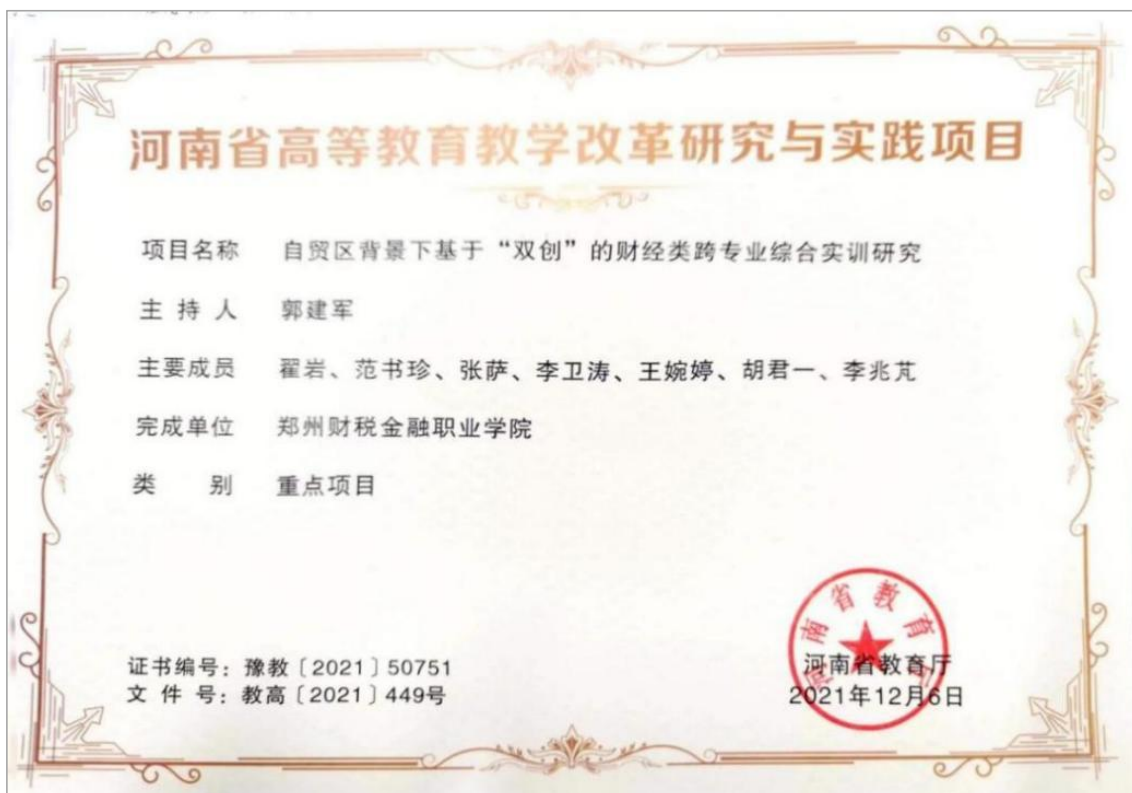 河南省高等教育教学改革研究与实践项目
项目名称 自贸区背景下基于“双创”的财经类跨专业综合实训研究
主持人 郭建军
主要成员 翟岩、范书珍、张萨、李卫涛、王婉婷、胡君一、李兆芃
完成单位 郑州财税金融职业学院
类别 重点项目
河南省教育厅
证书编号：豫教〔2021〕50751
河南省教育厅
文件号：教高〔2021〕449号
2021年12月6日